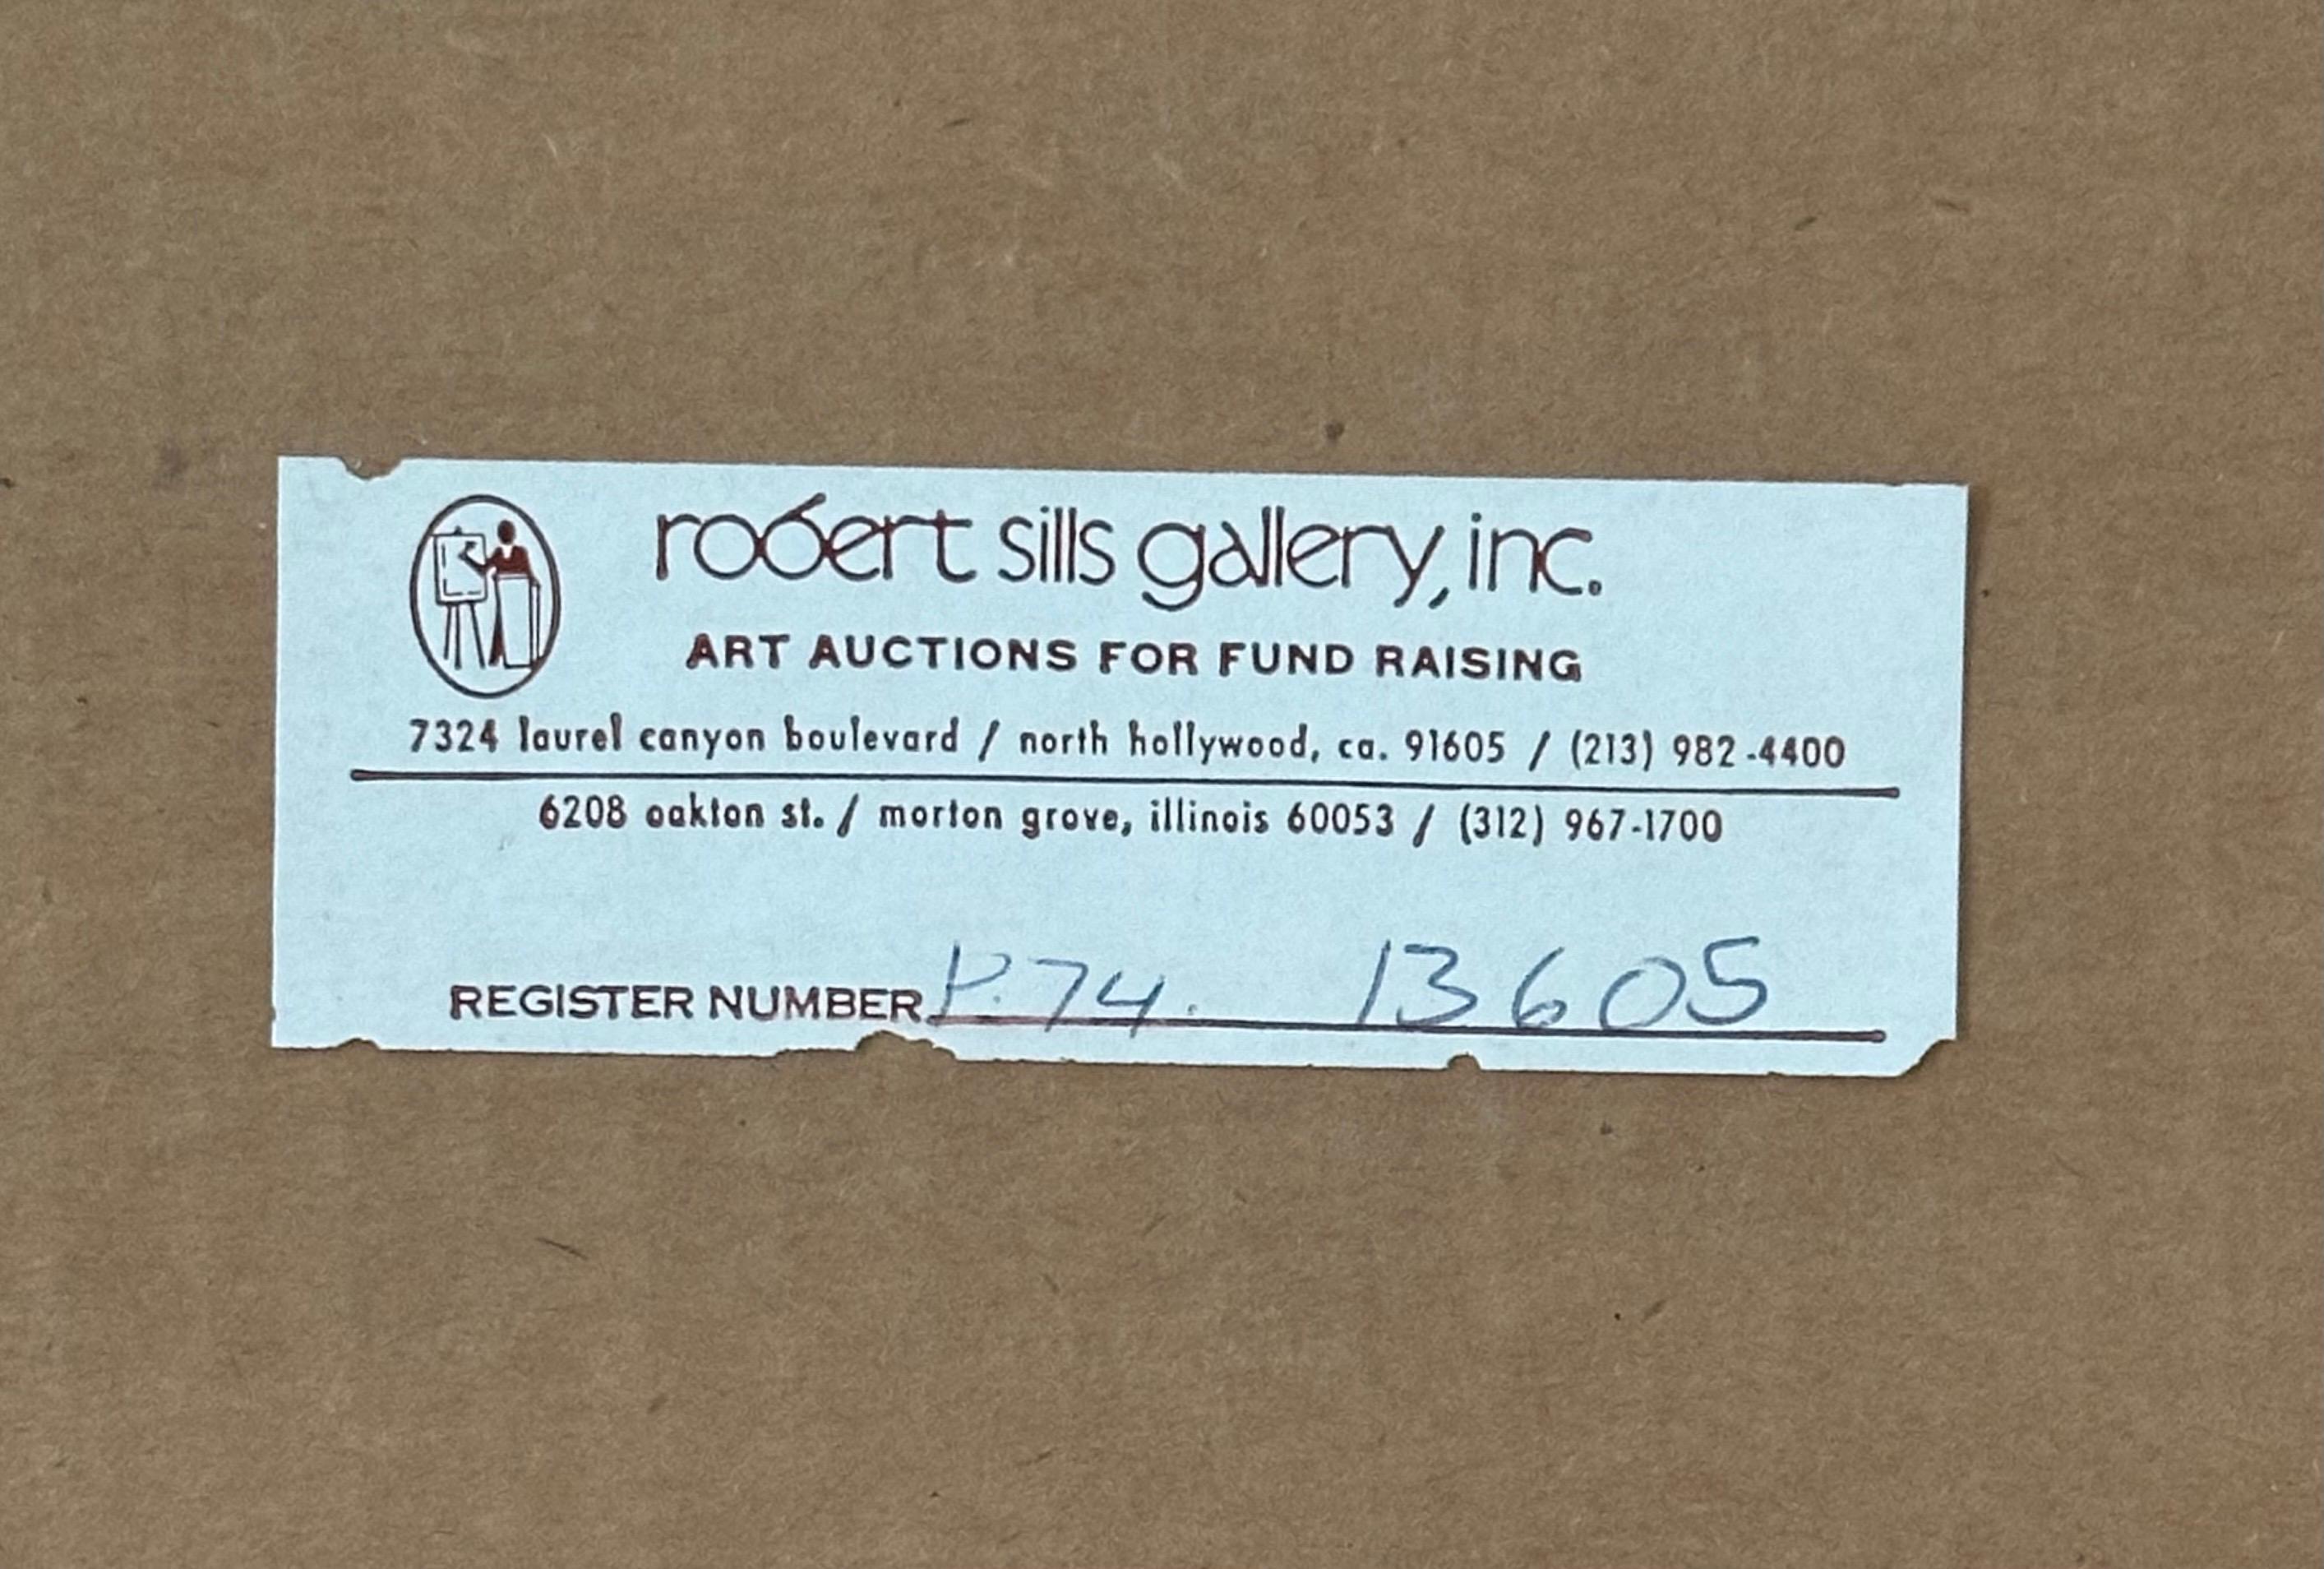 robert sills gallery, inc.
ART AUCTIONS FOR FUND RAISING
7324 laurel canyon boulevard / north hollywood, ca. 91605 / (213) 982-4400
6208 oakton st. / morton grove, illinois 60053 / (312) 967-1700
REGISTER NUMBER P.74. 13605